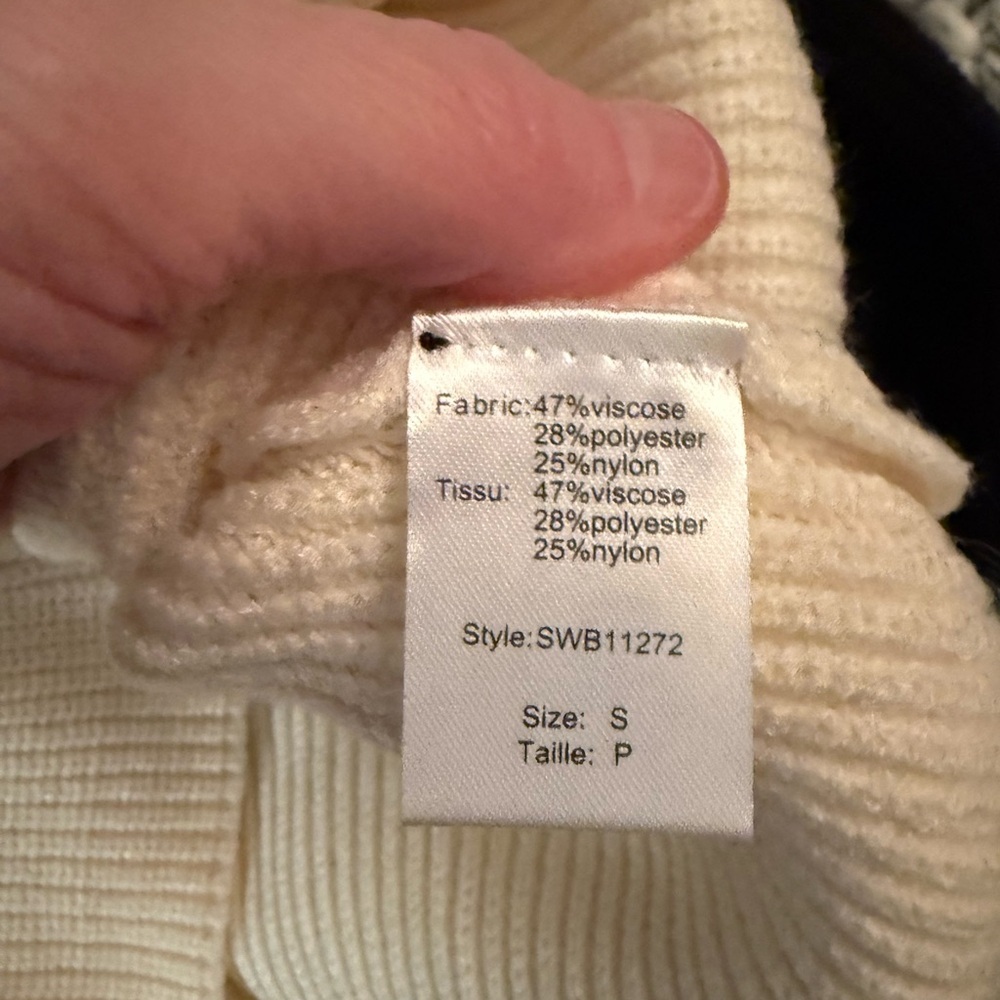 Fabric:47%viscose
28%polyester
25%nylon
Tissu: 47%viscose
28%polyester
25%nylon
Style:SWB11272
Size: S
Taille: P